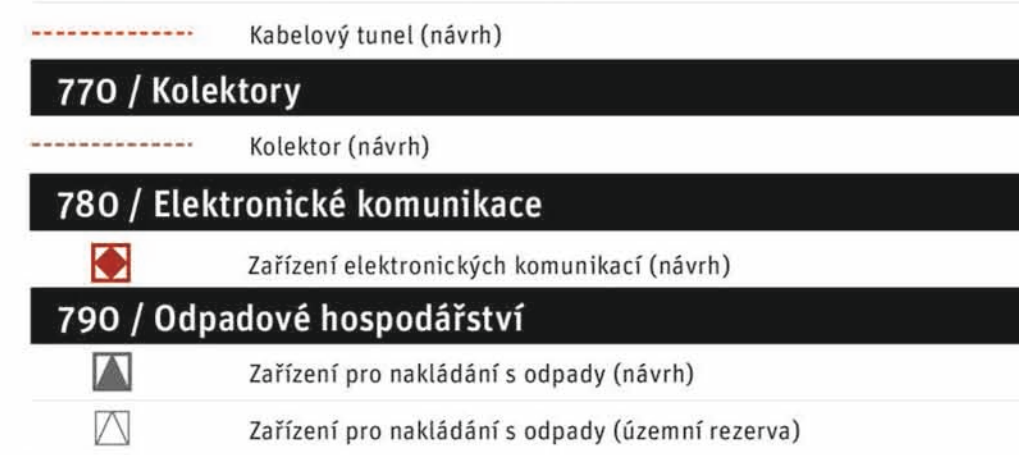 Kabelový tunel (návrh)
770 / Kolektory
Kolektor (návrh)
780 / Elektronické komunikace
Zařízení elektronických komunikací (návrh)
790 / Odpadové hospodářství
Zařízení pro nakládání s odpady (návrh)
Zařízení pro nakládání s odpady (územní rezerva)